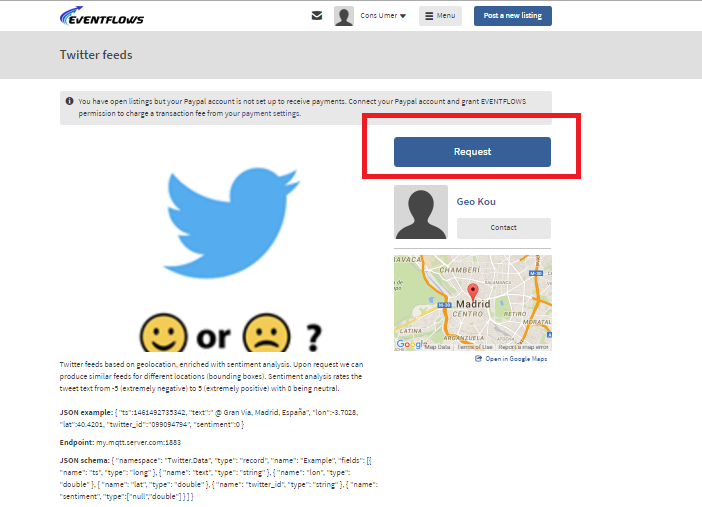 EVENTFLOWS
Cons Umer
Menu
Post a new listing
Twitter feeds
You have open listings but your Paypal account is not set up to receive payments. Connect your Paypal account and grant EVENTFLOWS
permission to charge a transaction fee from your payment settings.
Request
Geo Kou
Contact
CHAMBERÍ
SALAMANCA
M-30
Madrid
CENTRO
RETIRO
MORATAL
LATINA
ATOCHA
ARGANZUELA
Google
Map Data
Terms of Use
Report a map error
Open in Google Maps
or ?
Twitter feeds based on geolocation, enriched with sentiment analysis. Upon request we can
produce similar feeds for different locations (bounding boxes). Sentiment analysis rates the
tweet text from -5 (extremely negative) to 5 (extremely positive) with 0 being neutral.
JSON example: { "ts":1461492735342, "text":" @ Gran Via, Madrid, España", "lon":-3.7028,
"lat":40.4201, "twitter_id":"099094794", "sentiment":0 }
Endpoint: my.mqtt.server.com:1883
JSON schema: { "namespace": "Twitter.Data", "type": "record", "name": "Example", "fields": [{
"name": "ts", "type": "long" }, { "name": "text", "type": "string" }, { "name": "lon", "type":
"double" }, { "name": "lat", "type": "double" }, { "name": "twitter_id", "type": "string" }, { "name":
"sentiment", "type":["null","double"] } ] }